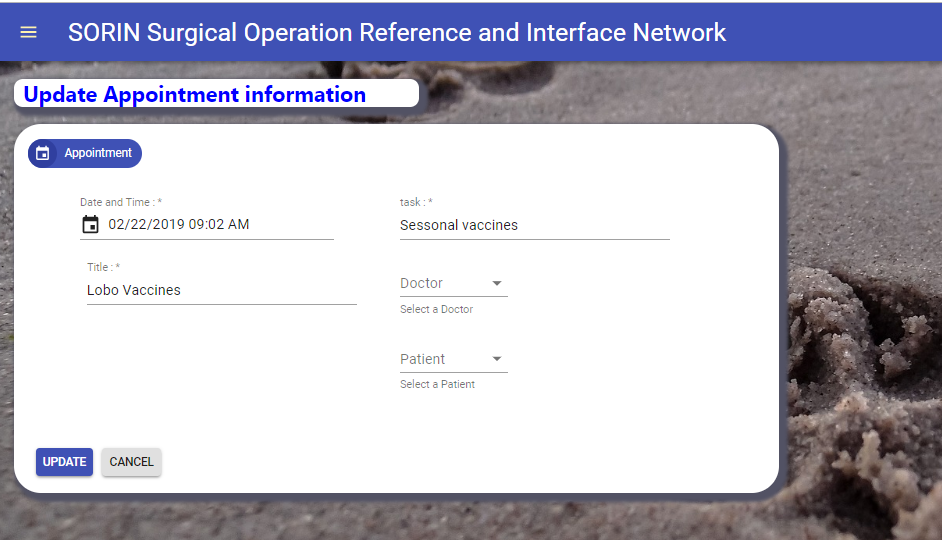 SORIN Surgical Operation Reference and Interface Network
Update Appointment information
Appointment
Date and Time : *
02/22/2019 09:02 AM
task : *
Sessonal vaccines
Title : *
Lobo Vaccines
Doctor
Select a Doctor
Patient
Select a Patient
UPDATE CANCEL